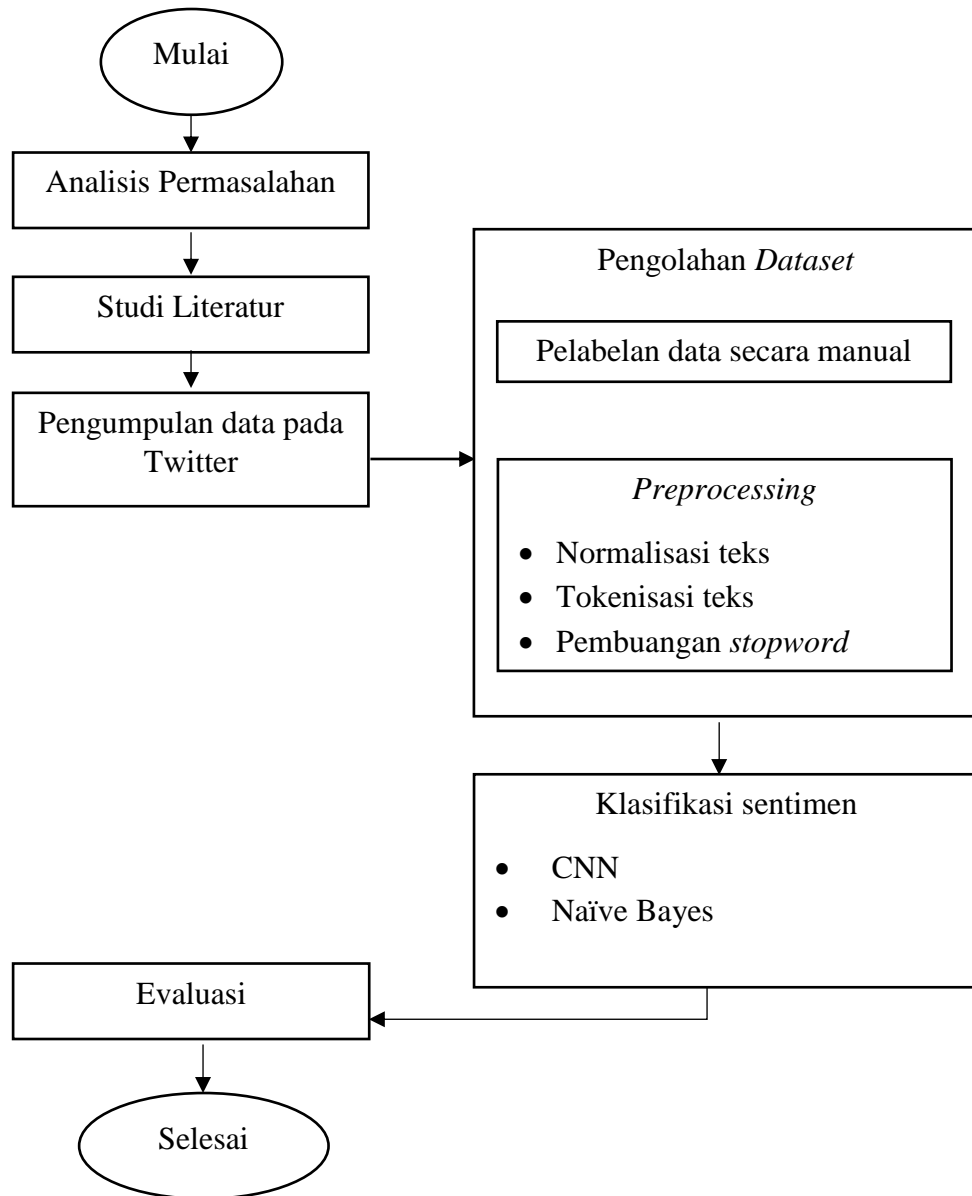 Mulai
Analisis Permasalahan
Studi Literatur
Pengumpulan data pada
Twitter
Pengolahan Dataset
Pelabelan data secara manual
Preprocessing
• Normalisasi teks
• Tokenisasi teks
• Pembuangan stopword
Klasifikasi sentimen
• CNN
• Naïve Bayes
Evaluasi
Selesai